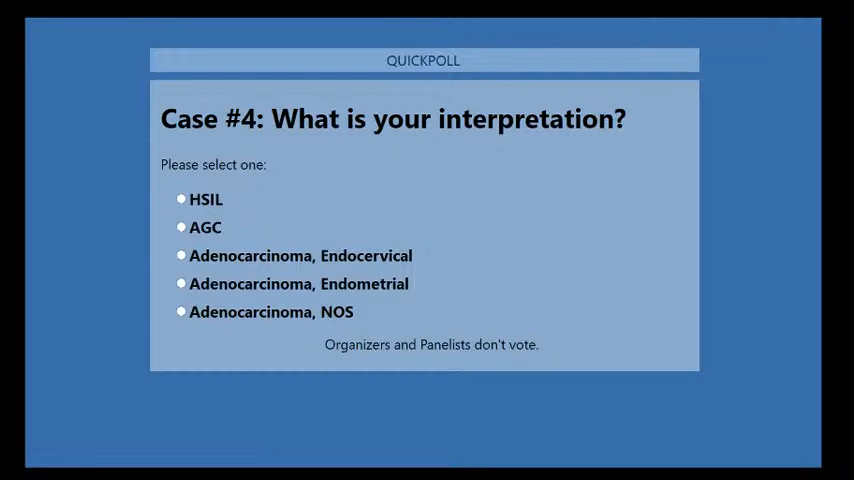 QUICKPOLL
Case #4: What is your interpretation?
Please select one:
HSIL
AGC
Adenocarcinoma, Endocervical
Adenocarcinoma, Endometrial
Adenocarcinoma, NOS
Organizers and Panelists don't vote.